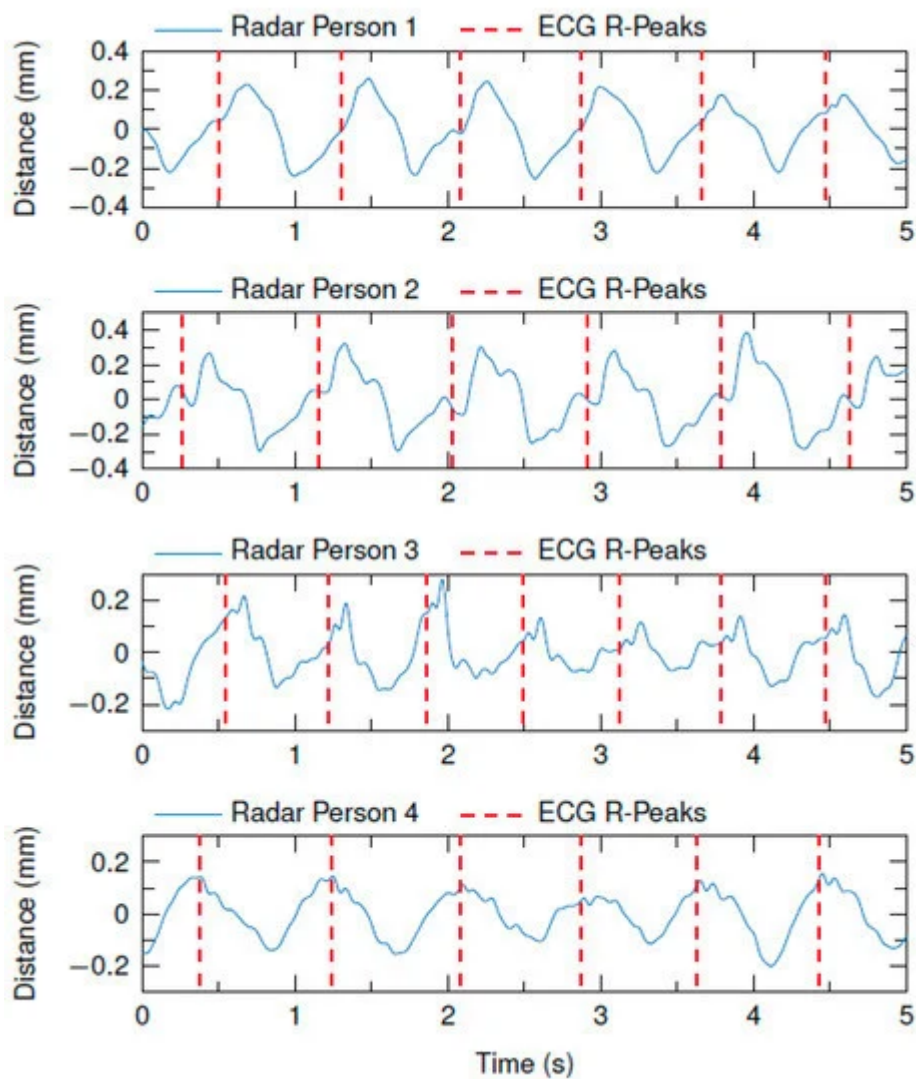 Radar Person 1 ECG R-Peaks
Distance (mm)
0.4
0.2
0
−0.2
−0.4
0 1 2 3 4 5
Radar Person 2 ECG R-Peaks
Distance (mm)
0.4
0.2
0
−0.2
−0.4
0 1 2 3 4 5
Radar Person 3 ECG R-Peaks
Distance (mm)
0.2
0
−0.2
0 1 2 3 4 5
Radar Person 4 ECG R-Peaks
Distance (mm)
0.2
0
−0.2
0 1 2 3 4 5
Time (s)